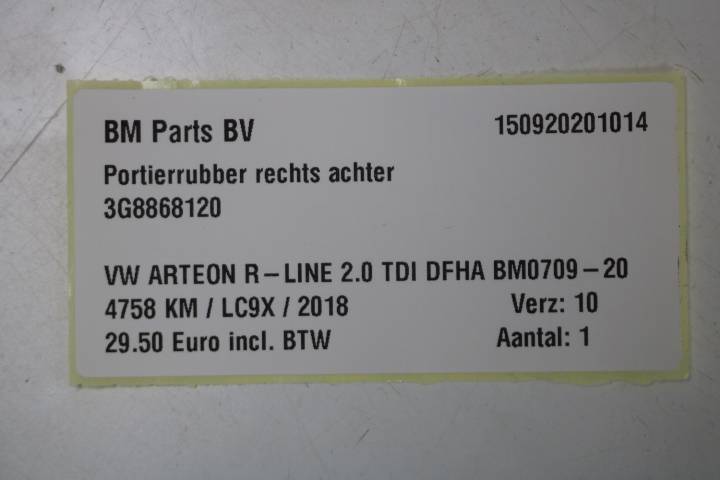 BM Parts BV 150920201014
Portierrubber rechts achter
3G8868120
VW ARTEON R-LINE 2.0 TDI DFHA BM0709-20
4758 KM / LC9X / 2018 Verz: 10
29.50 Euro incl. BTW Aantal: 1